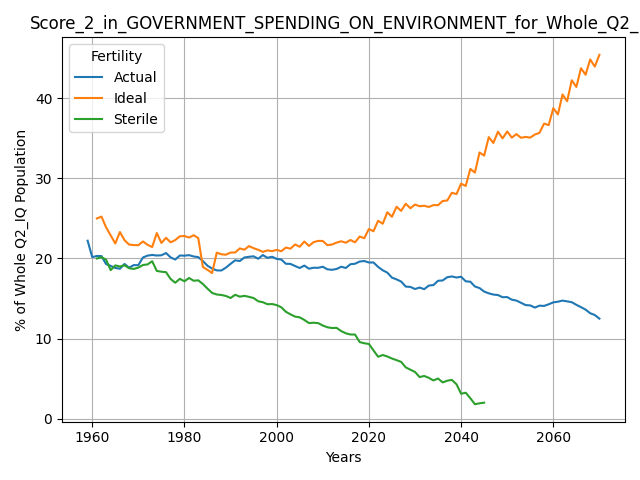 Score_2_in_GOVERNMENT_SPENDING_ON_ENVIRONMENT_for_Whole_Q2_
Fertility
Actual
Ideal
Sterile
% of Whole Q2_IQ Population
40
30
20
10
0
1960 1980 2000 2020 2040 2060
Years